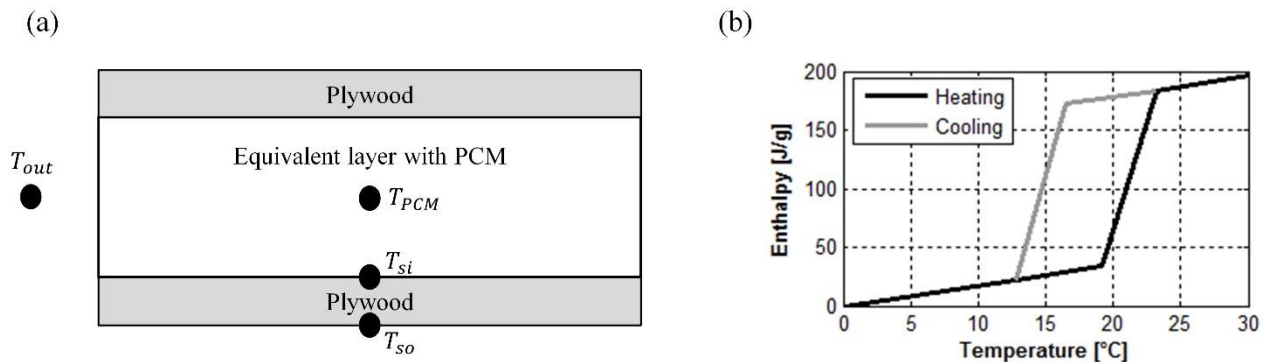 (a)
Plywood
Equivalent layer with PCM
T_out
T_PCM
T_si
Plywood
T_so
(b)
Enthalpy [J/g]
200
150
100
50
0
Heating
Cooling
0 5 10 15 20 25 30
Temperature [°C]